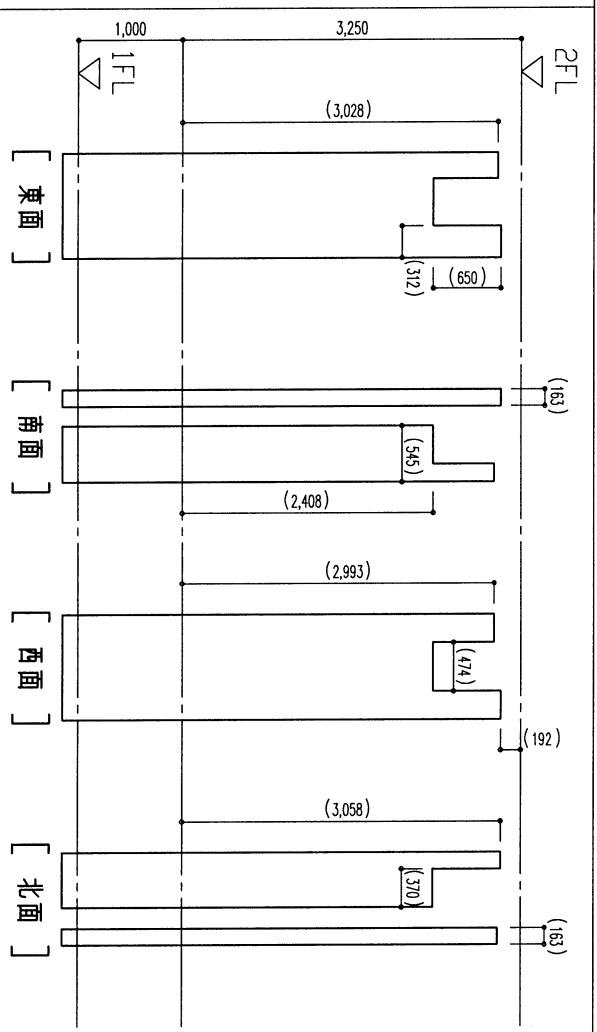 2FL
3,250
1,000
1FL
(3,028)
(650)
(312)
[ 東面 ]
(163)
(545)
(2,408)
[ 南面 ]
(2,993)
(474)
(192)
[ 西面 ]
(3,058)
(370)
(163)
[ 北面 ]